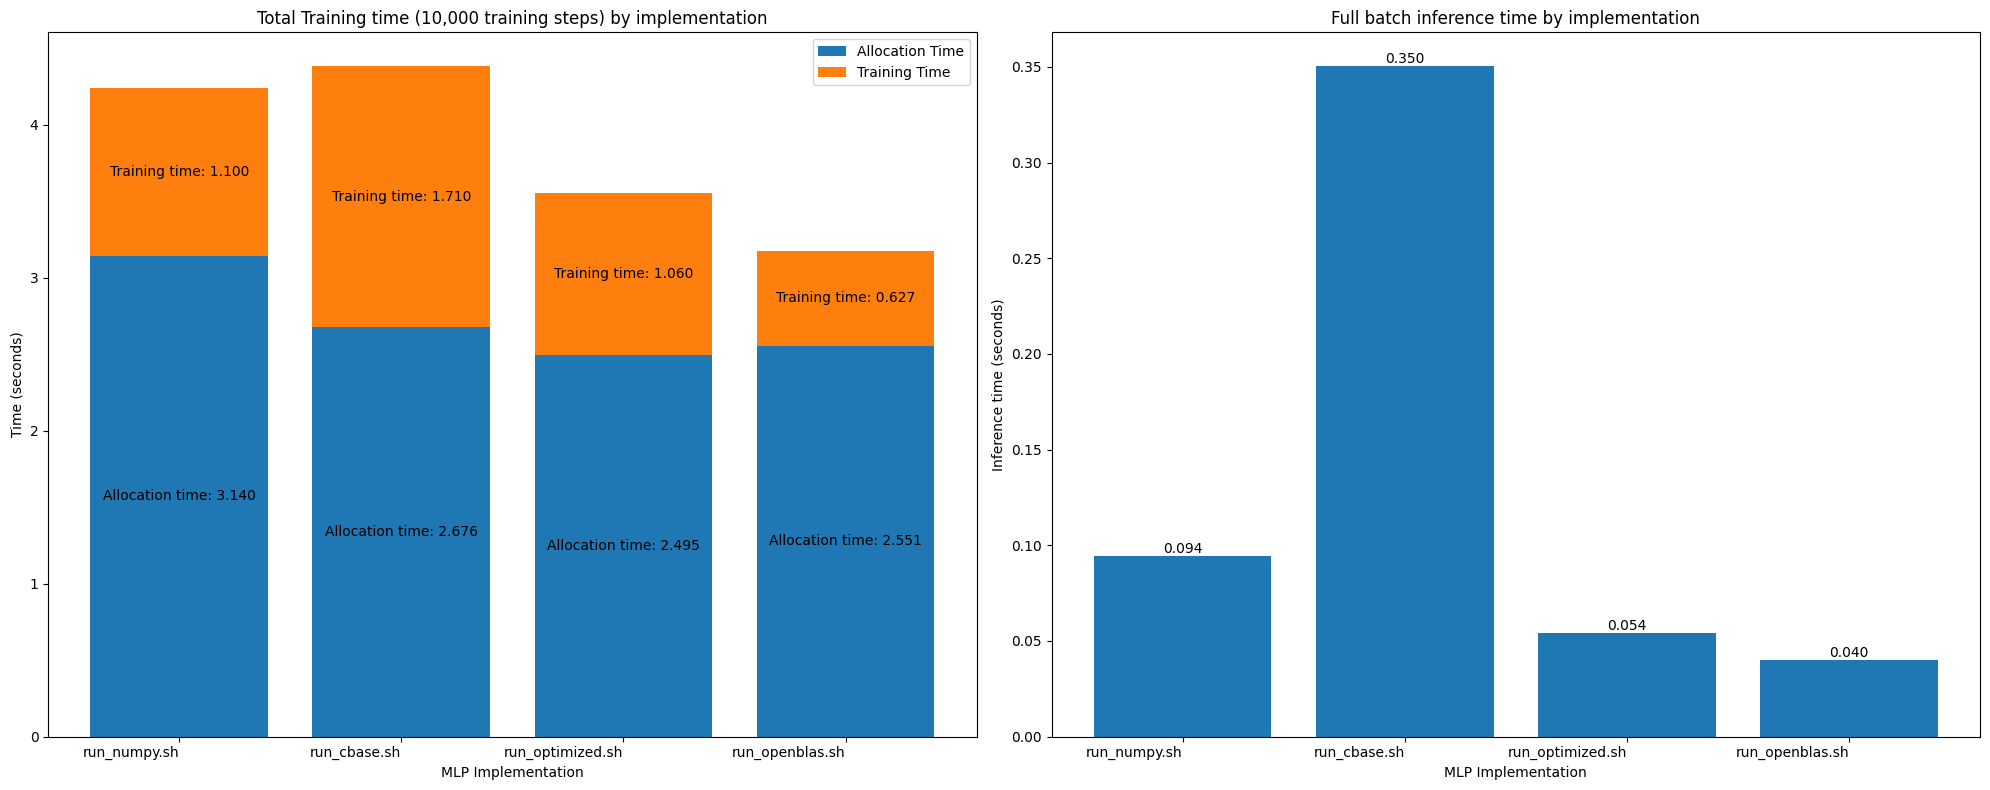 Total Training time (10,000 training steps) by implementation
Allocation Time
Training Time
Time (seconds)
4
3
2
1
0
Training time: 1.100
Training time: 1.710
Training time: 1.060
Training time: 0.627
Allocation time: 3.140
Allocation time: 2.676
Allocation time: 2.495
Allocation time: 2.551
run_numpy.sh
run_cbase.sh
run_optimized.sh
run_openblas.sh
MLP Implementation
Full batch inference time by implementation
Inference time (seconds)
0.35
0.30
0.25
0.20
0.15
0.10
0.05
0.00
0.094
0.350
0.054
0.040
run_numpy.sh
run_cbase.sh
run_optimized.sh
run_openblas.sh
MLP Implementation